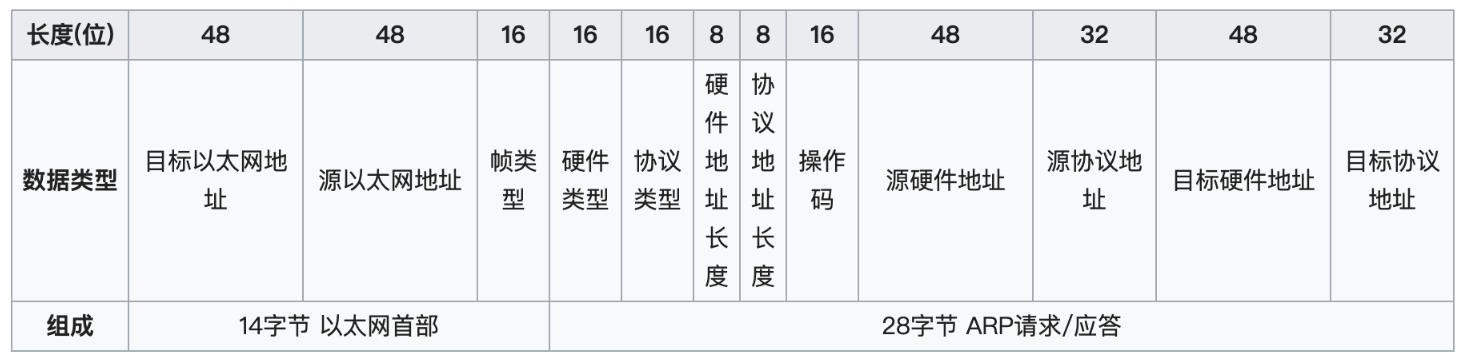 长度(位) 48 48 16 16 16 8 8 16 48 32 48 32
数据类型
目标以太网地
址
源以太网地址
帧类
型
硬件
类型
协议
类型
硬
件
地
址
长
度
协
议
地
址
长
度
操作
码
源硬件地址
源协议地
址
目标硬件地址
目标协议
地址
组成 14字节 以太网首部 28字节 ARP请求/应答